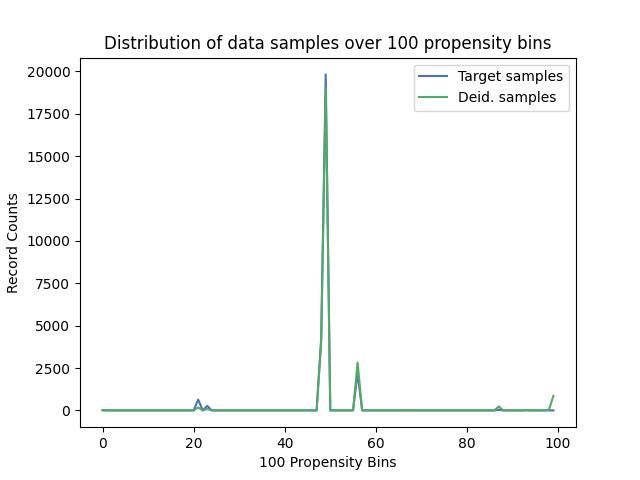 Distribution of data samples over 100 propensity bins
Target samples
Deid. samples
Record Counts
20000
17500
15000
12500
10000
7500
5000
2500
0
0 20 40 60 80 100
100 Propensity Bins